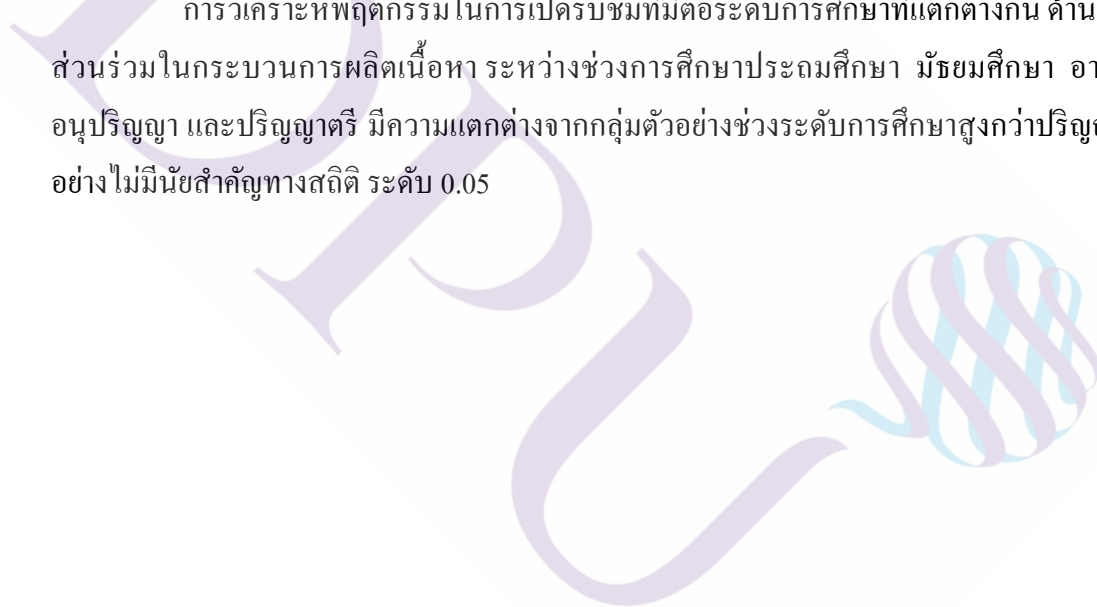 การวิเคราะห์พฤติกรรมในการเปิดรับชมที่มีต่อระดับการศึกษาที่แตกต่างกัน ด้าน
ส่วนร่วมในกระบวนการผลิตเนื้อหา ระหว่างช่วงการศึกษาประถมศึกษา มัธยมศึกษา
อนุปริญญา และปริญญาตรี มีความแตกต่างจากกลุ่มตัวอย่างช่วงระดับการศึกษาสูงกว่า
อย่างไม่มีนัยสำคัญทางสถิติ ระดับ 0.05
DPU